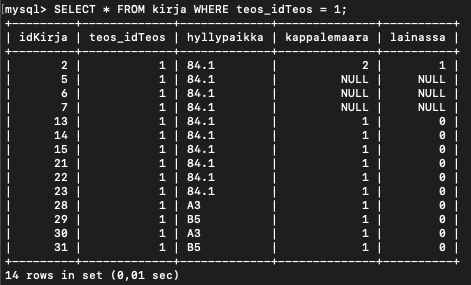 [mysql> SELECT * FROM kirja WHERE teos_idTeos = 1;
+---------+-------------+--------------+---------------+----------+
| idKirja | teos_idTeos | hyllypaikka | kappalemaara | lainassa |
+---------+-------------+--------------+---------------+----------+
| 2 | 1 | 84.1 | 2 | 1 |
| 5 | 1 | 84.1 | NULL | NULL |
| 6 | 1 | 84.1 | NULL | NULL |
| 7 | 1 | 84.1 | NULL | NULL |
| 13 | 1 | 84.1 | 1 | 0 |
| 14 | 1 | 84.1 | 1 | 0 |
| 15 | 1 | 84.1 | 1 | 0 |
| 21 | 1 | 84.1 | 1 | 0 |
| 22 | 1 | 84.1 | 1 | 0 |
| 23 | 1 | 84.1 | 1 | 0 |
| 28 | 1 | A3 | 1 | 0 |
| 29 | 1 | B5 | 1 | 0 |
| 30 | 1 | A3 | 1 | 0 |
| 31 | 1 | B5 | 1 | 0 |
+---------+-------------+--------------+---------------+----------+
14 rows in set (0,01 sec)